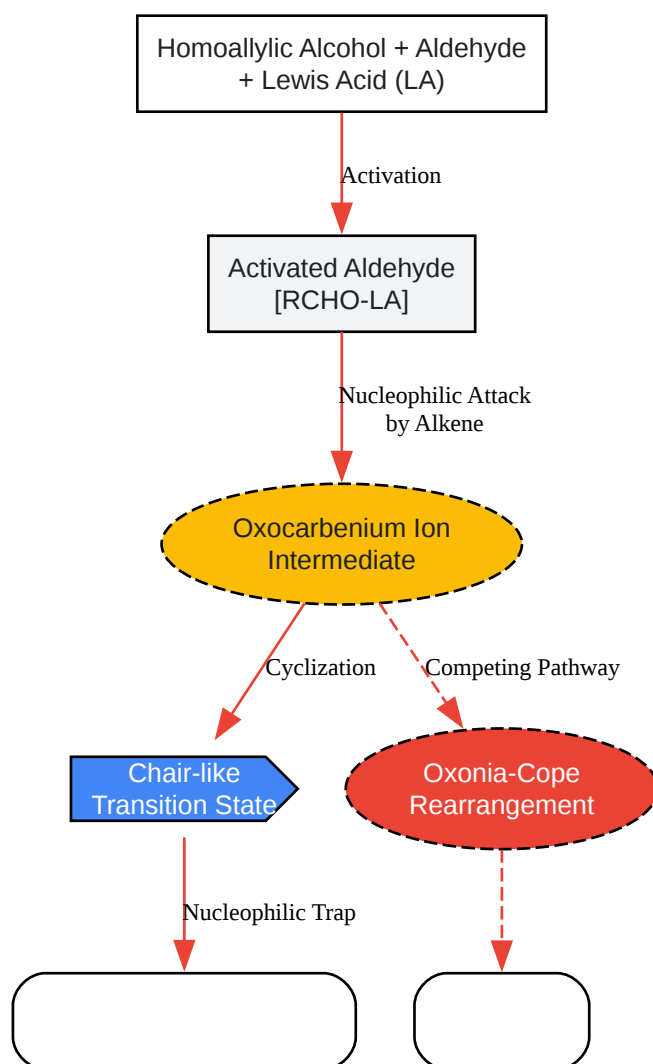 Homoallylic Alcohol + Aldehyde
+ Lewis Acid (LA)
Activation
Activated Aldehyde
[RCHO-LA]
Nucleophilic Attack
by Alkene
Oxocarbenium Ion
Intermediate
Cyclization
Competing Pathway
Chair-like
Transition State
Oxonia-Cope
Rearrangement
Nucleophilic Trap